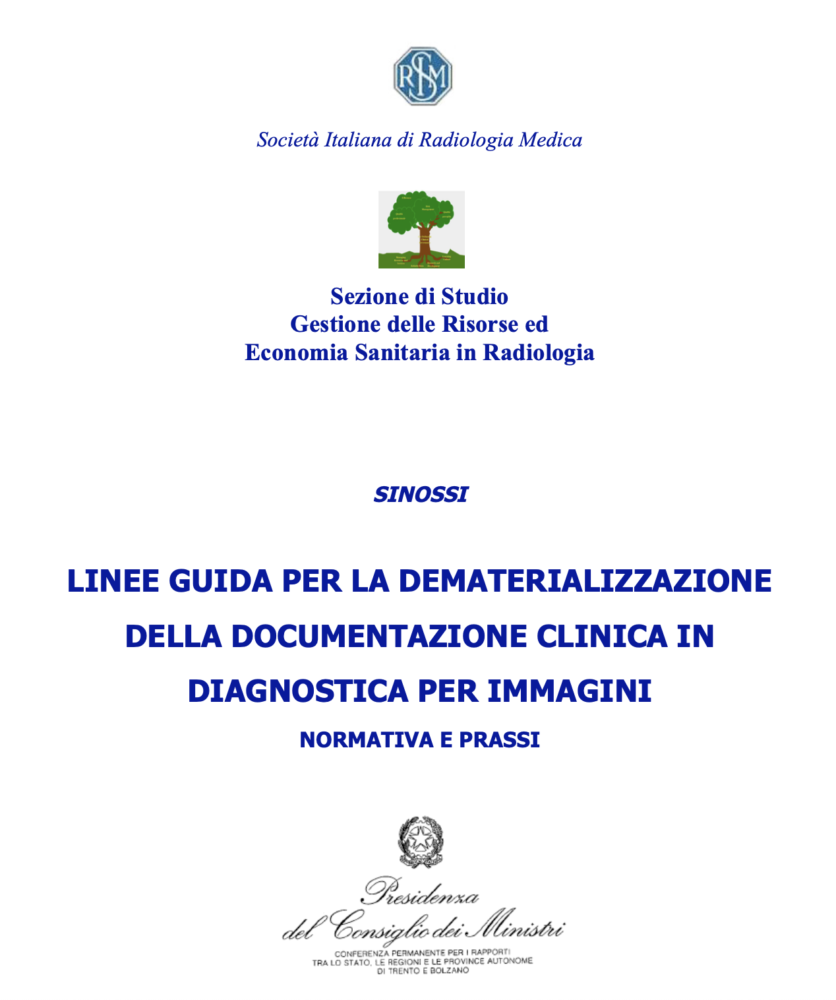 SIRM
Società Italiana di Radiologia Medica
Sezione di Studio
Gestione delle Risorse ed
Economia Sanitaria in Radiologia
SINOSSI
LINEE GUIDA PER LA DEMATERIALIZZAZIONE
DELLA DOCUMENTAZIONE CLINICA IN
DIAGNOSTICA PER IMMAGINI
NORMATIVA E PRASSI
Presidenza
del Consiglio dei Ministri
CONFERENZA PERMANENTE PER I RAPPORTI
TRA LO STATO, LE REGIONI E LE PROVINCE AUTONOME
DI TRENTO E BOLZANO